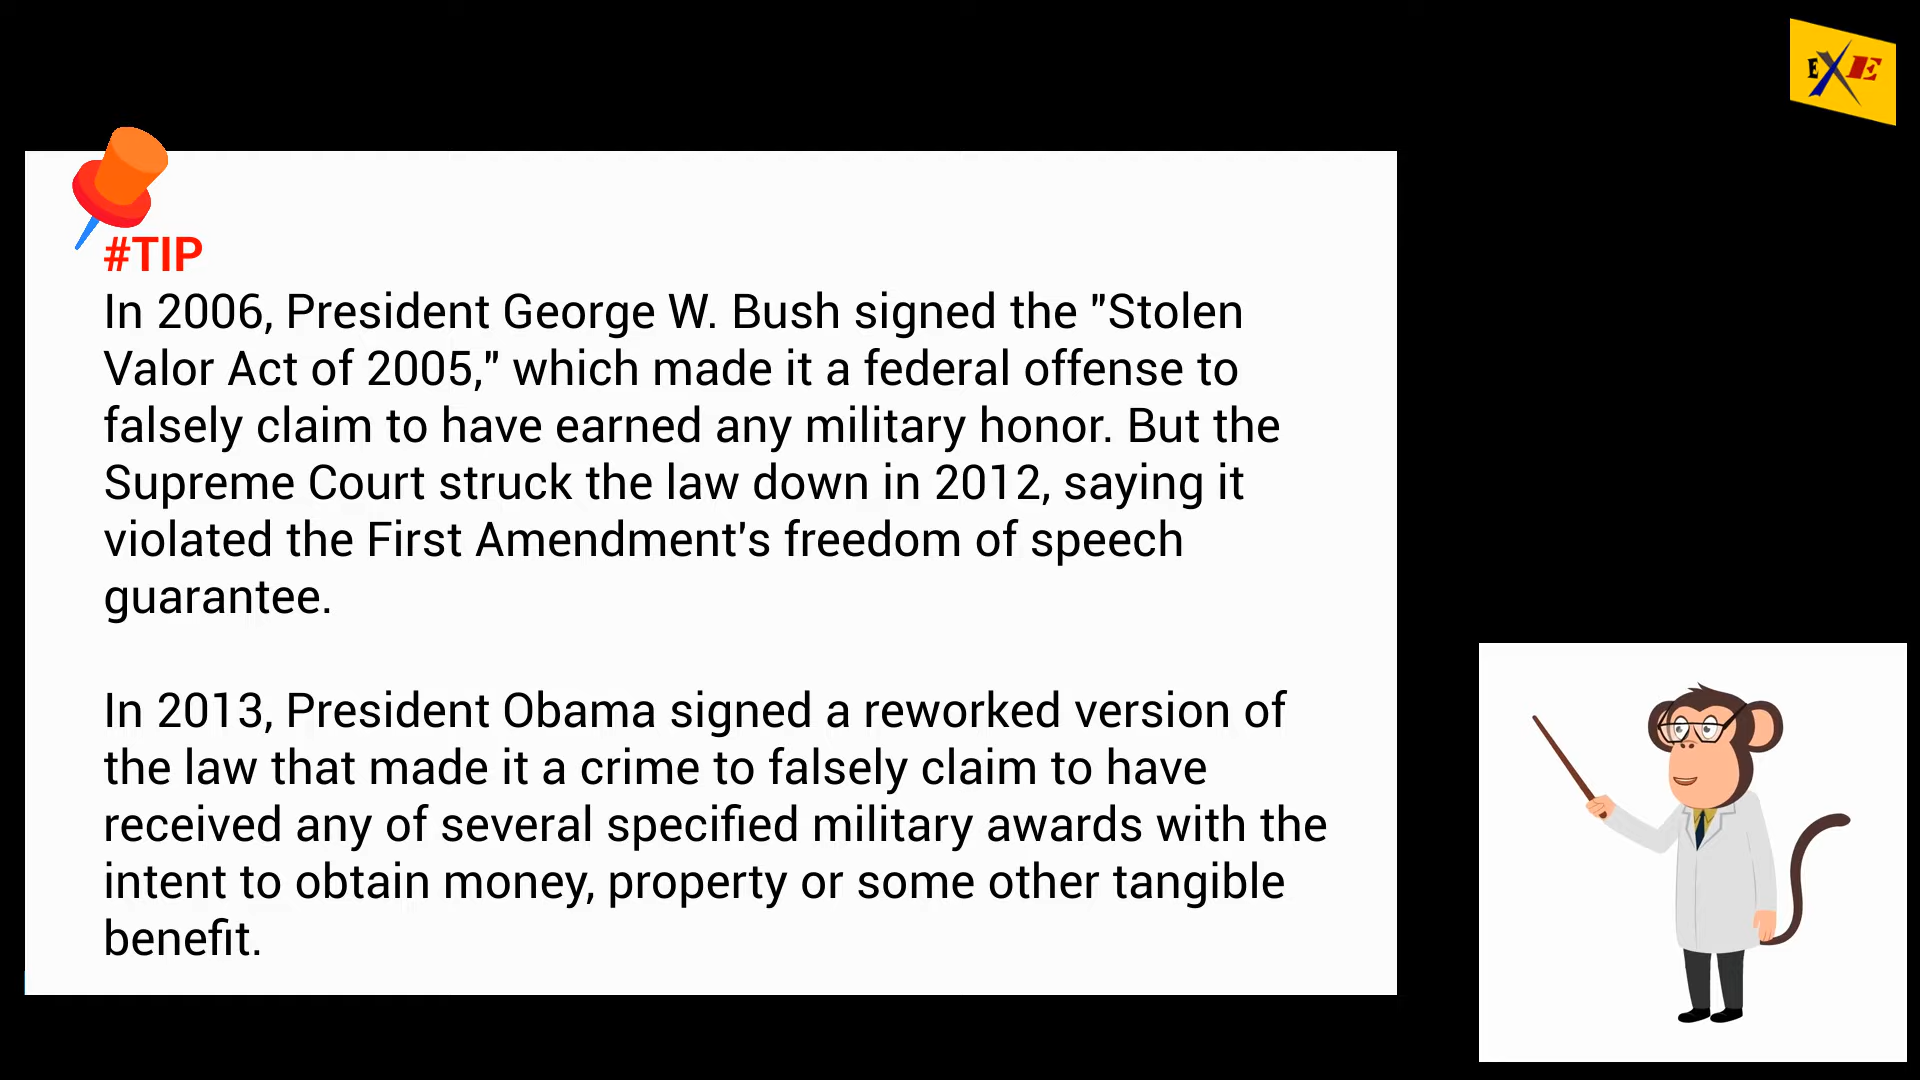 EXE
#TIP
In 2006, President George W. Bush signed the "Stolen
Valor Act of 2005," which made it a federal offense to
falsely claim to have earned any military honor. But the
Supreme Court struck the law down in 2012, saying it
violated the First Amendment's freedom of speech
guarantee.
In 2013, President Obama signed a reworked version of
the law that made it a crime to falsely claim to have
received any of several specified military awards with the
intent to obtain money, property or some other tangible
benefit.